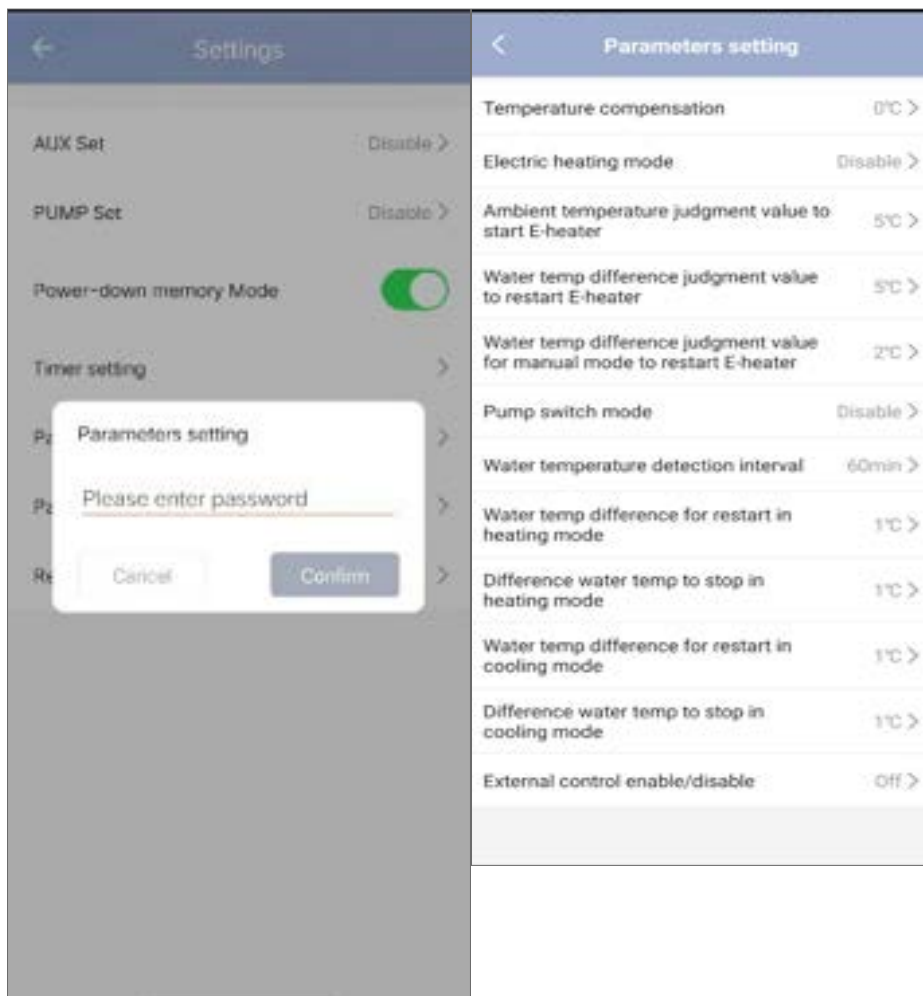 Settings
AUX Set
Disable
PUMP Set
Disable
Power-down memory Mode
Timer setting
Pa
Parameters setting
Pa
Please enter password
Re
Cancel
Confirm
Parameters setting
Temperature compensation
0℃
Electric heating mode
Disable
Ambient temperature judgment value to
start E-heater
5℃
Water temp difference judgment value
to restart E-heater
5℃
Water temp difference judgment value
for manual mode to restart E-heater
2℃
Pump switch mode
Disable
Water temperature detection interval
60min
Water temp difference for restart in
heating mode
1℃
Difference water temp to stop in
heating mode
1℃
Water temp difference for restart in
cooling mode
1℃
Difference water temp to stop in
cooling mode
1℃
External control enable/disable
Off